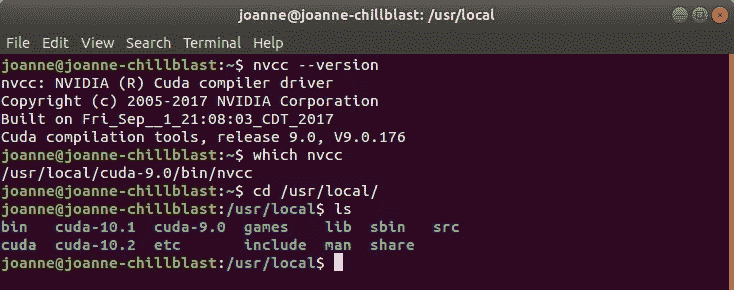 joanne@joanne-chillblast: /usr/local
File Edit View Search Terminal Help
joanne@joanne-chillblast:~$ nvcc --version
nvcc: NVIDIA (R) Cuda compiler driver
Copyright (c) 2005-2017 NVIDIA Corporation
Built on Fri_Sep__1_21:08:03_CDT_2017
Cuda compilation tools, release 9.0, V9.0.176
joanne@joanne-chillblast:~$ which nvcc
/usr/local/cuda-9.0/bin/nvcc
joanne@joanne-chillblast:~$ cd /usr/local/
joanne@joanne-chillblast:/usr/local$ ls
bin   cuda-10.1  cuda-9.0  games    lib  sbin   src
cuda  cuda-10.2  etc       include  man  share
joanne@joanne-chillblast:/usr/local$